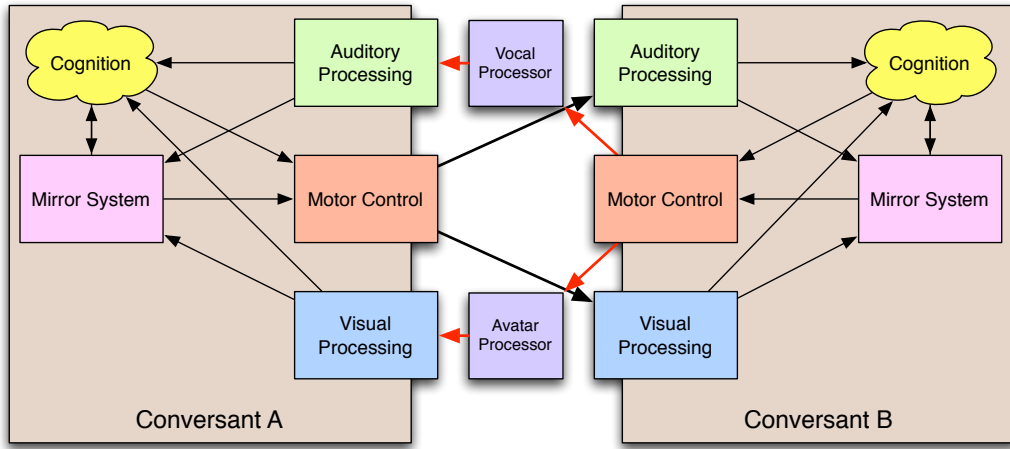 Cognition
Auditory
Processing
Vocal
Processor
Auditory
Processing
Cognition
Mirror System
Motor Control
Motor Control
Mirror System
Visual
Processing
Avatar
Processor
Visual
Processing
Conversant A
Conversant B